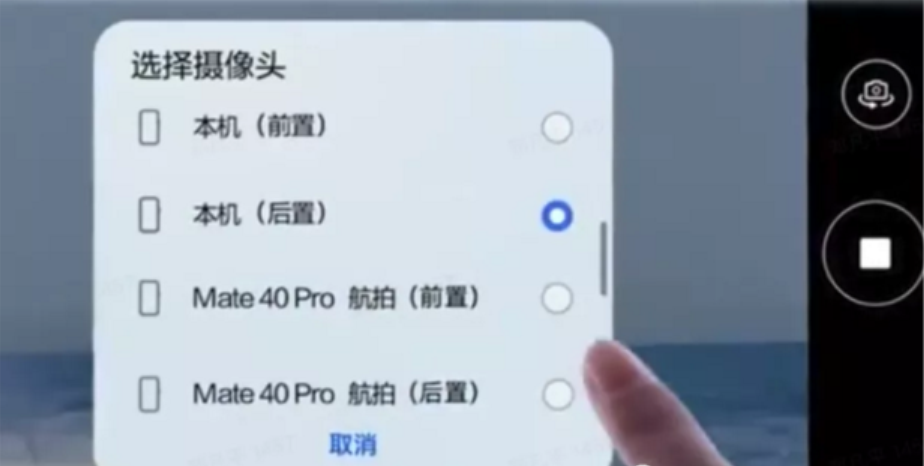 选择摄像头
本机（前置）
本机（后置）
Mate 40 Pro 航拍（前置）
Mate 40 Pro 航拍（后置）
取消